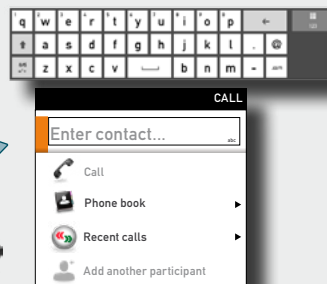 q w e r t y u i o p ←
a s d f g h j k l . @
z x c v b n m -
CALL
Enter contact...
abc
Call
Phone book
Recent calls
Add another participant